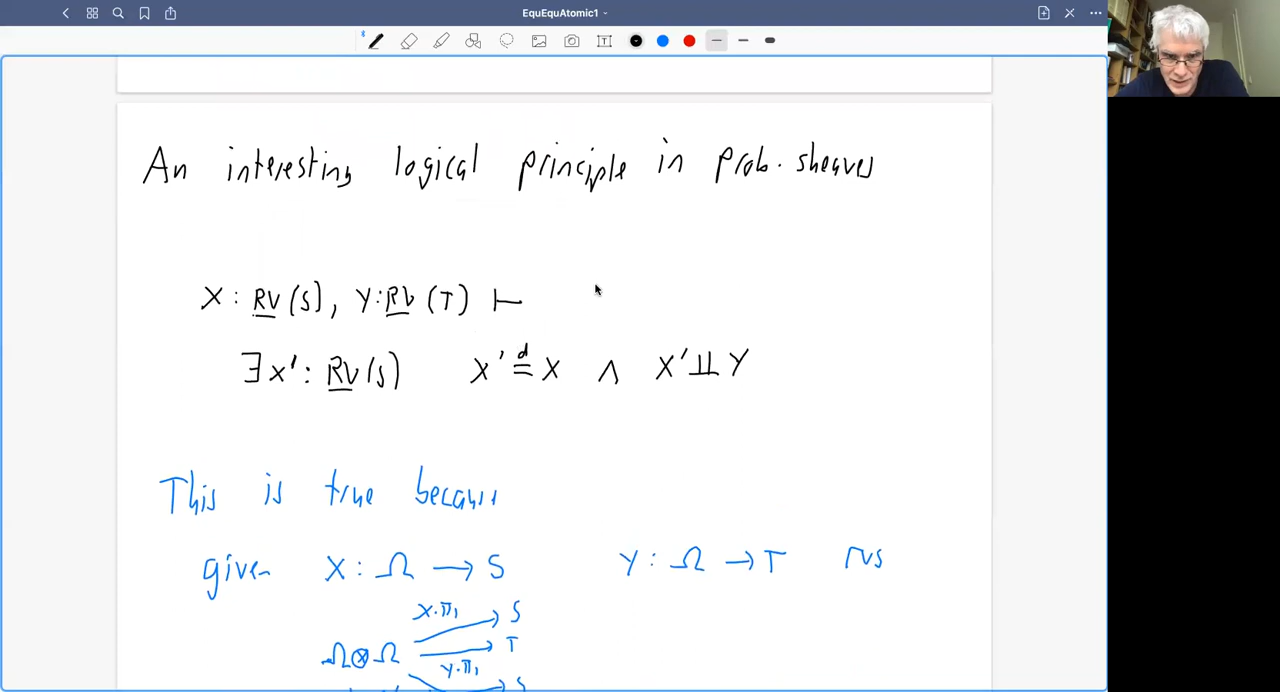 EquEquAtomic1
An interesting logical principle in prob. sheaves
X : RV(S), Y : RV(T) ⊢
∃X' : RV(S) X' =ᵈ X ∧ X' ⫫ Y
This is true because
given X : Ω → S Y : Ω → T rvs
X·π₁ S
Ω⊗Ω T
Y·π₁
S